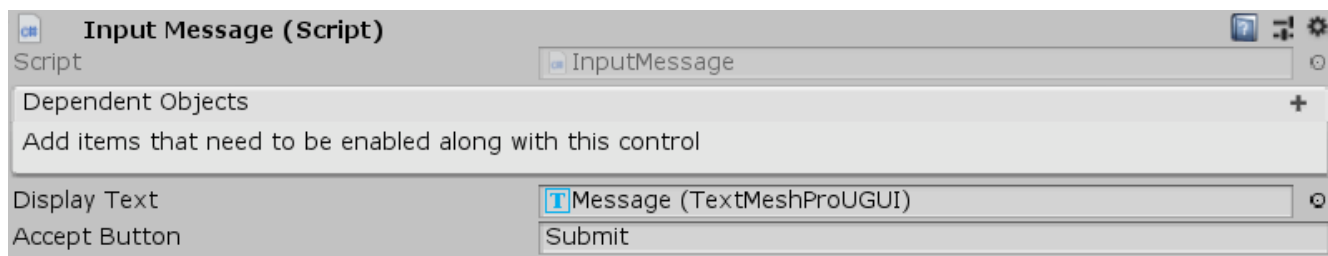 Input Message (Script)
Script InputMessage
Dependent Objects +
Add items that need to be enabled along with this control
Display Text Message (TextMeshProUGUI)
Accept Button Submit